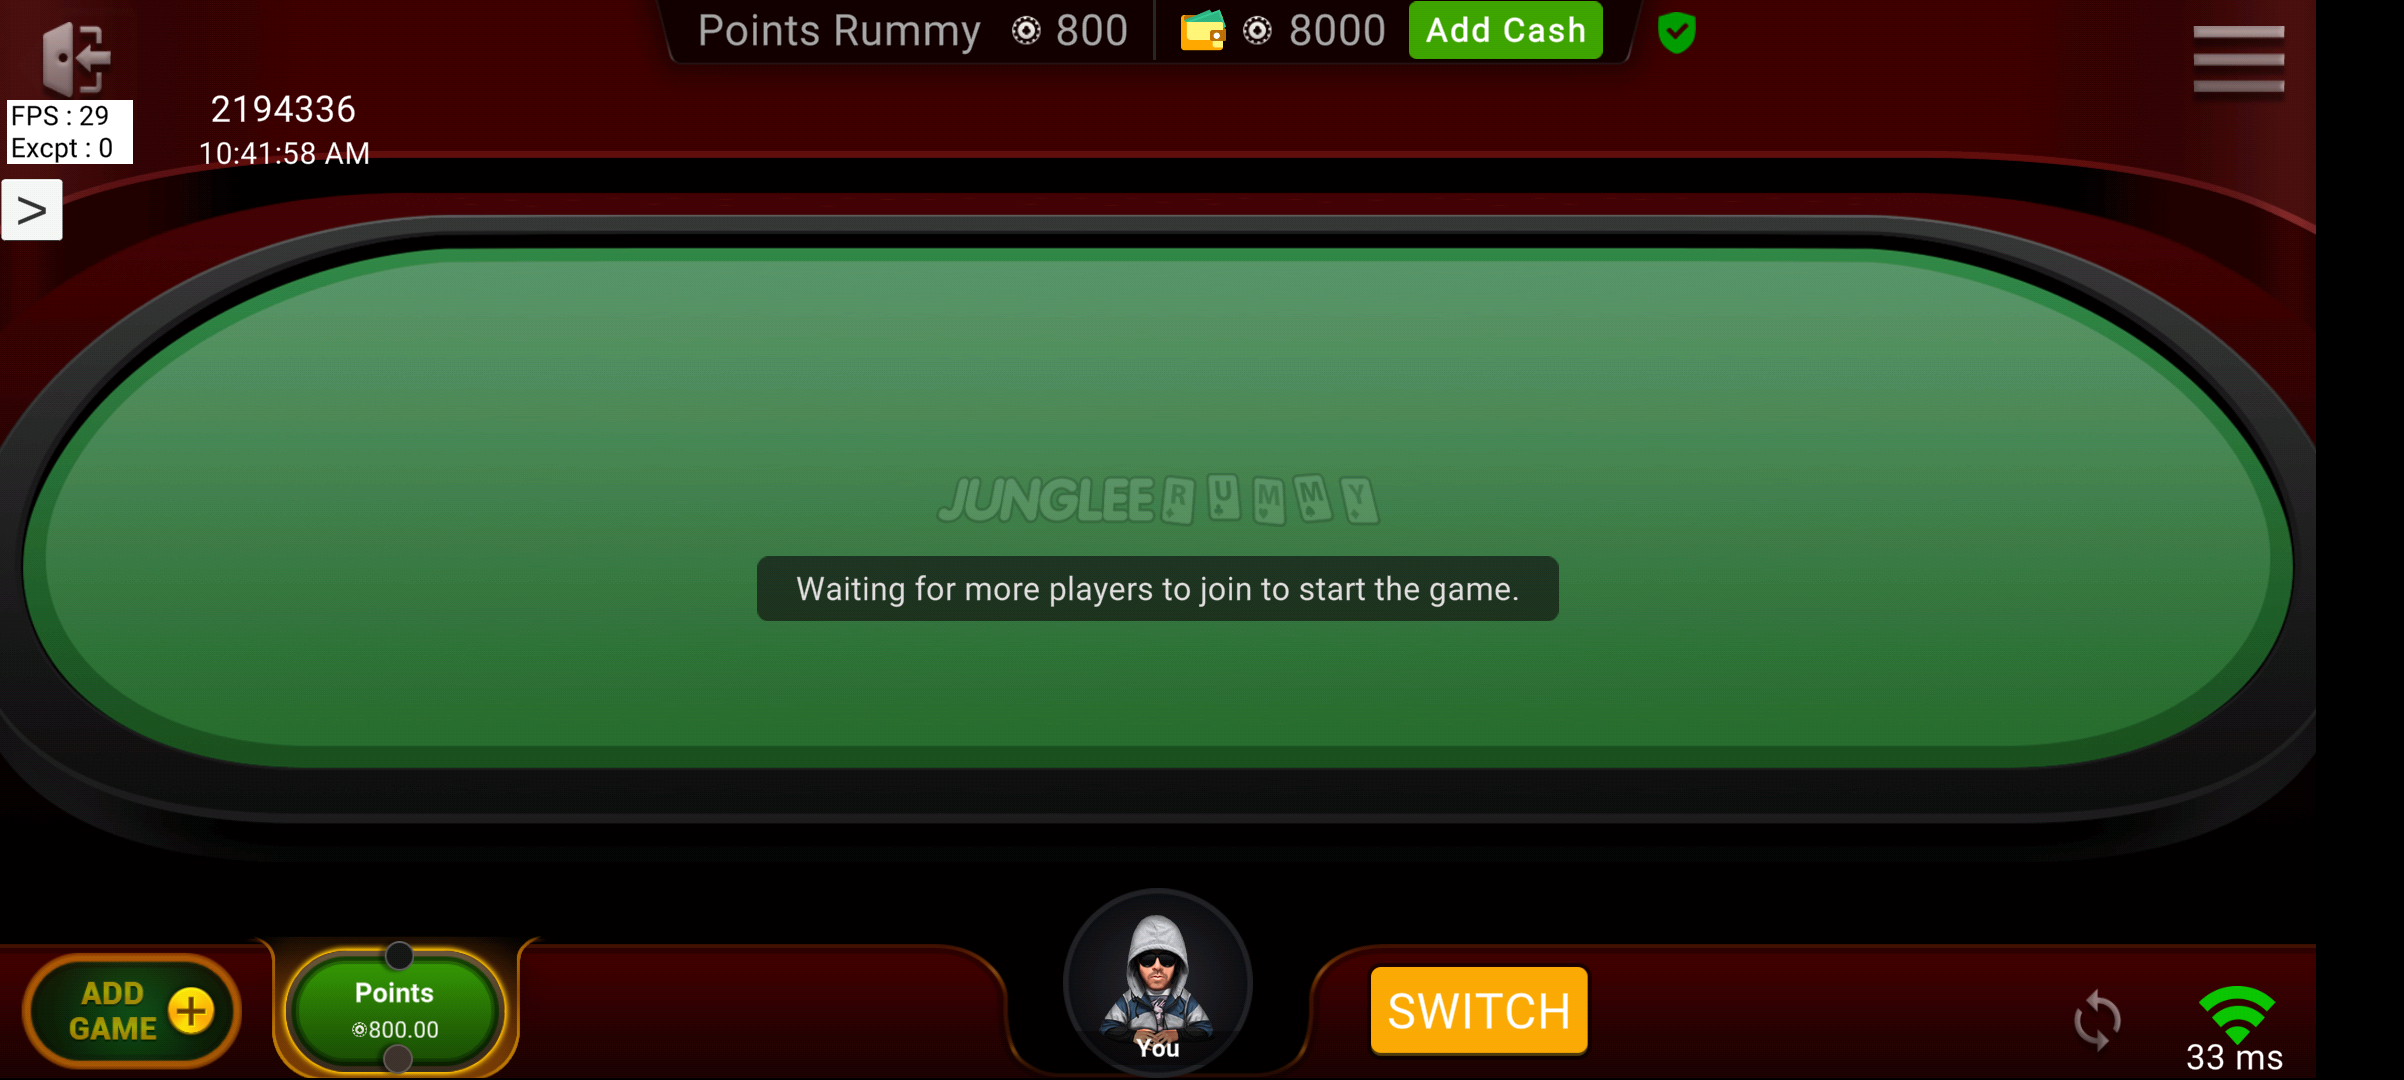 Points Rummy 800 8000 Add Cash
FPS : 29
Excpt : 0
2194336
10:41:58 AM
>
JUNGLEE RUMMY
Waiting for more players to join to start the game.
ADD
GAME
Points
800.00
You
SWITCH
33 ms